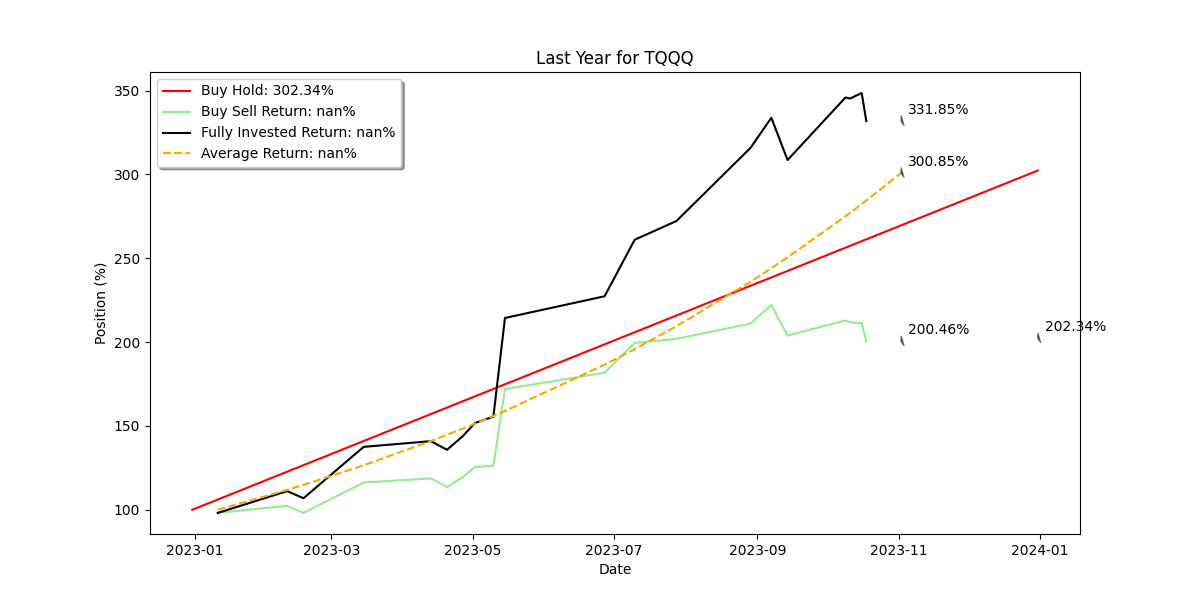 Last Year for TQQQ
Buy Hold: 302.34%
Buy Sell Return: nan%
Fully Invested Return: nan%
Average Return: nan%
331.85%
300.85%
200.46%
202.34%
Position (%)
350
300
250
200
150
100
2023-01
2023-03
2023-05
2023-07
2023-09
2023-11
2024-01
Date